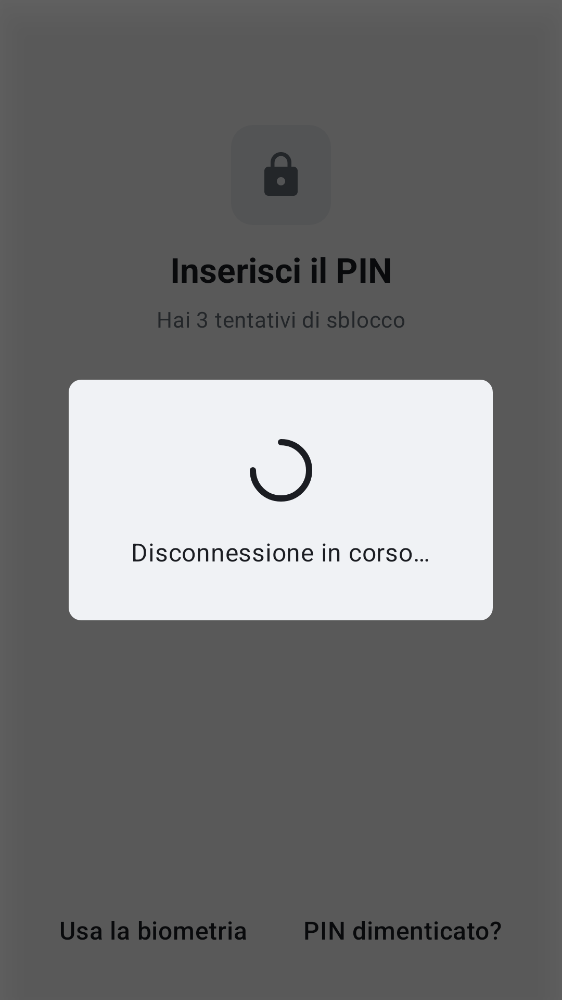 Inserisci il PIN
Hai 3 tentativi di sblocco
Disconnessione in corso…
Usa la biometria
PIN dimenticato?